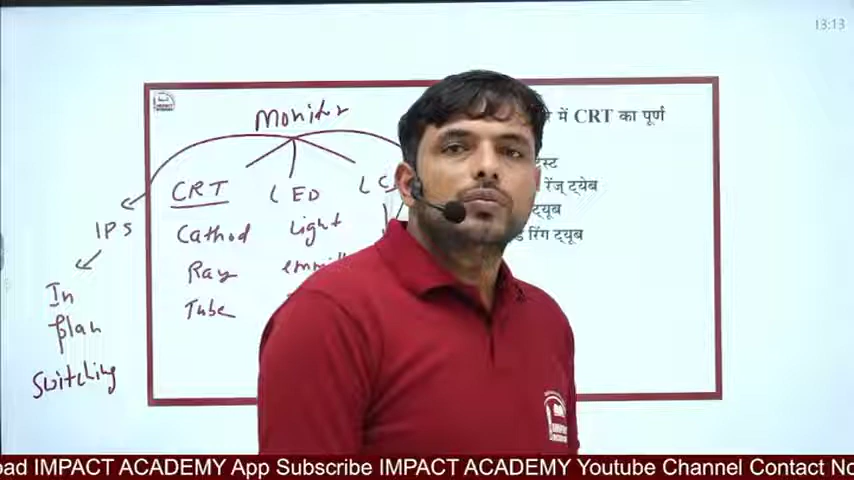 13:13
Monitor
में CRT का पूर्ण
CRT
LED
LC
IPS
Cathod
Ray
Tube
Light
In
plan
Switching
रेंज् ट्येब
ट्यूब
रिंग ट्यूब
oad IMPACT ACADEMY App Subscribe IMPACT ACADEMY Youtube Channel Contact No